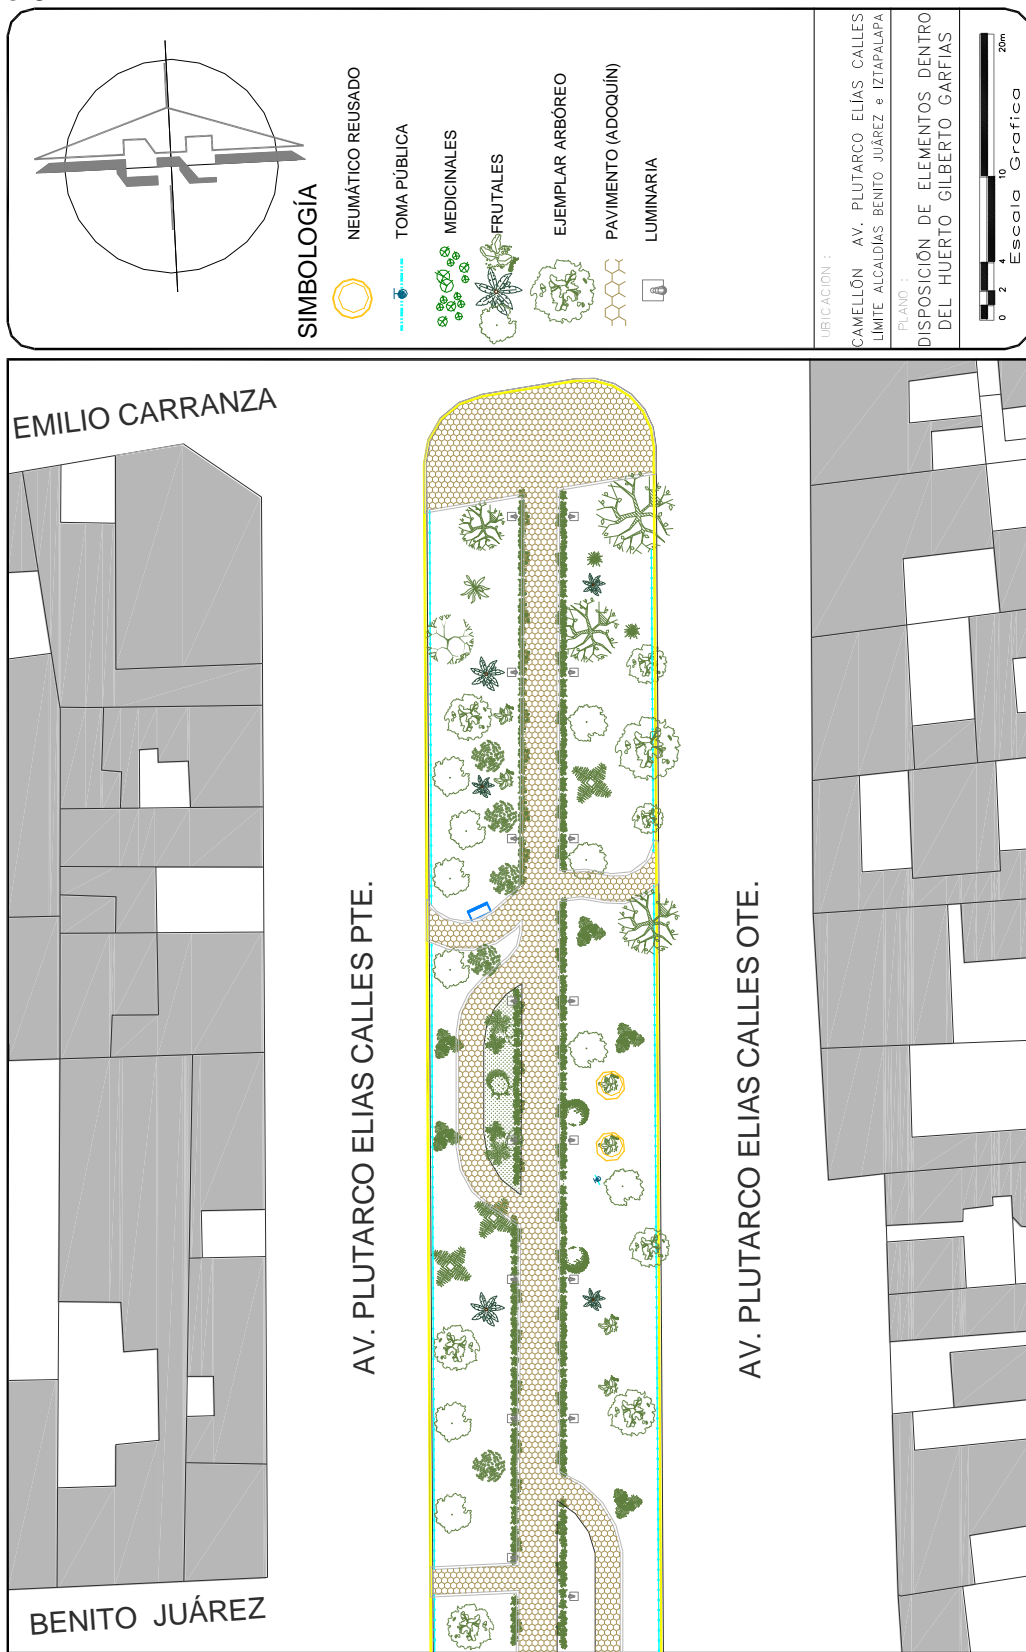 SIMBOLOGÍA
NEUMÁTICO REUSADO
TOMA PÚBLICA
MEDICINALES
FRUTALES
EJEMPLAR ARBÓREO
PAVIMENTO (ADOQUÍN)
LUMINARIA
UBICACIÓN :
CAMELLÓN AV. PLUTARCO ELÍAS CALLES
LÍMITE ALCALDÍAS BENITO JUÁREZ e IZTAPALAPA
PLANO :
DISPOSICIÓN DE ELEMENTOS DENTRO
DEL HUERTO GILBERTO GARFIAS
0 2 4 10 20m
Escala Grafica
EMILIO CARRANZA
AV. PLUTARCO ELIAS CALLES PTE.
AV. PLUTARCO ELIAS CALLES OTE.
BENITO JUÁREZ